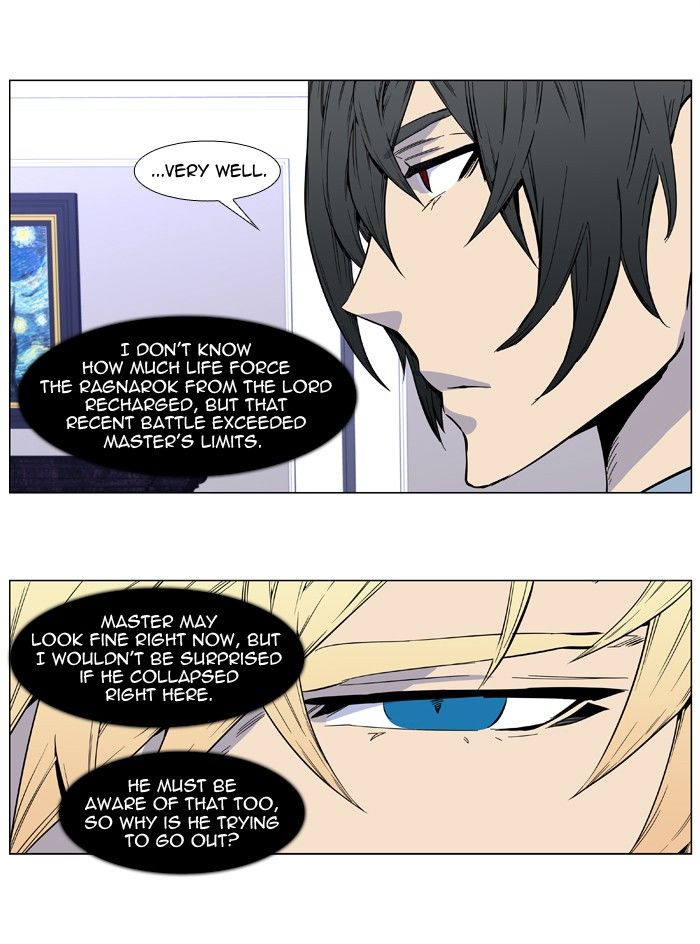 ...VERY WELL.
I DON'T KNOW
HOW MUCH LIFE FORCE
THE RAGNAROK FROM THE LORD
RECHARGED, BUT THAT
RECENT BATTLE EXCEEDED
MASTER'S LIMITS.
MASTER MAY
LOOK FINE RIGHT NOW, BUT
I WOULDN'T BE SURPRISED
IF HE COLLAPSED
RIGHT HERE.
HE MUST BE
AWARE OF THAT TOO,
SO WHY IS HE TRYING
TO GO OUT?